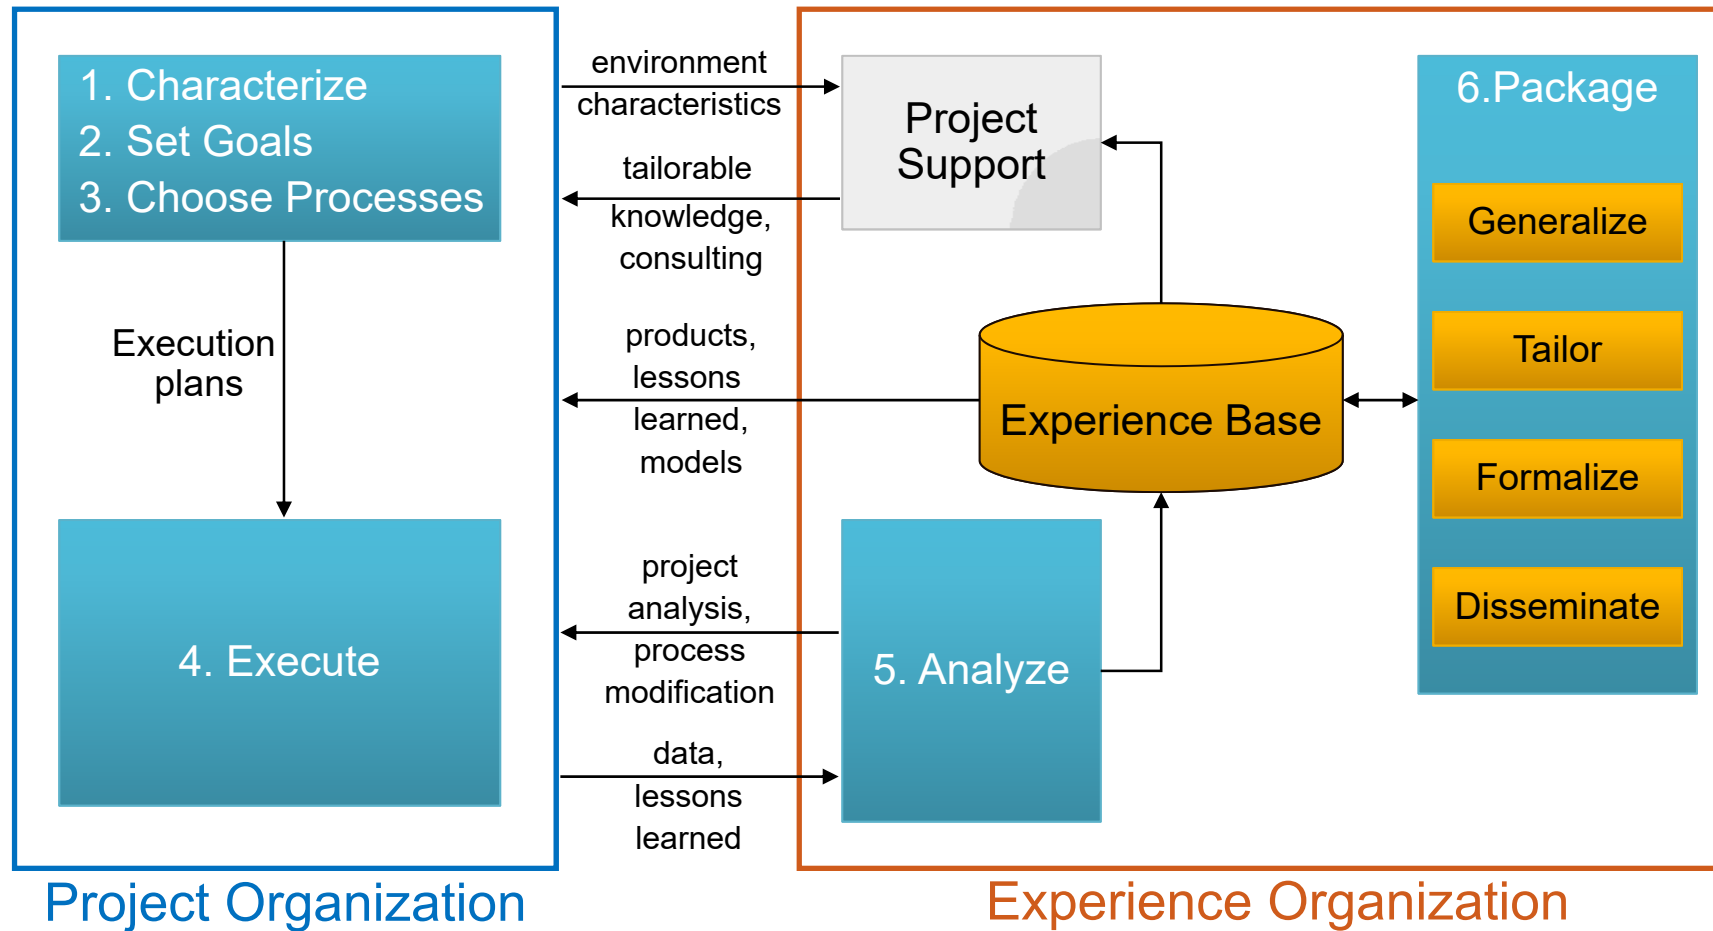 1. Characterize
2. Set Goals
3. Choose Processes
Execution
plans
4. Execute
Project Organization
environment
characteristics
tailorable
knowledge,
consulting
products,
lessons
learned,
models
project
analysis,
process
modification
data,
lessons
learned
Project
Support
Experience Base
5. Analyze
6.Package
Generalize
Tailor
Formalize
Disseminate
Experience Organization